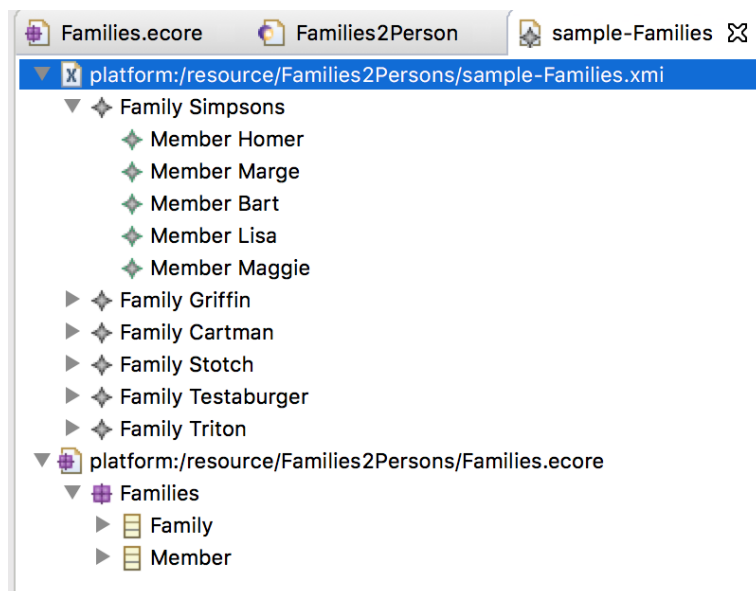 Families.ecore Families2Person sample-Families
platform:/resource/Families2Persons/sample-Families.xmi
Family Simpsons
Member Homer
Member Marge
Member Bart
Member Lisa
Member Maggie
Family Griffin
Family Cartman
Family Stotch
Family Testaburger
Family Triton
platform:/resource/Families2Persons/Families.ecore
Families
Family
Member